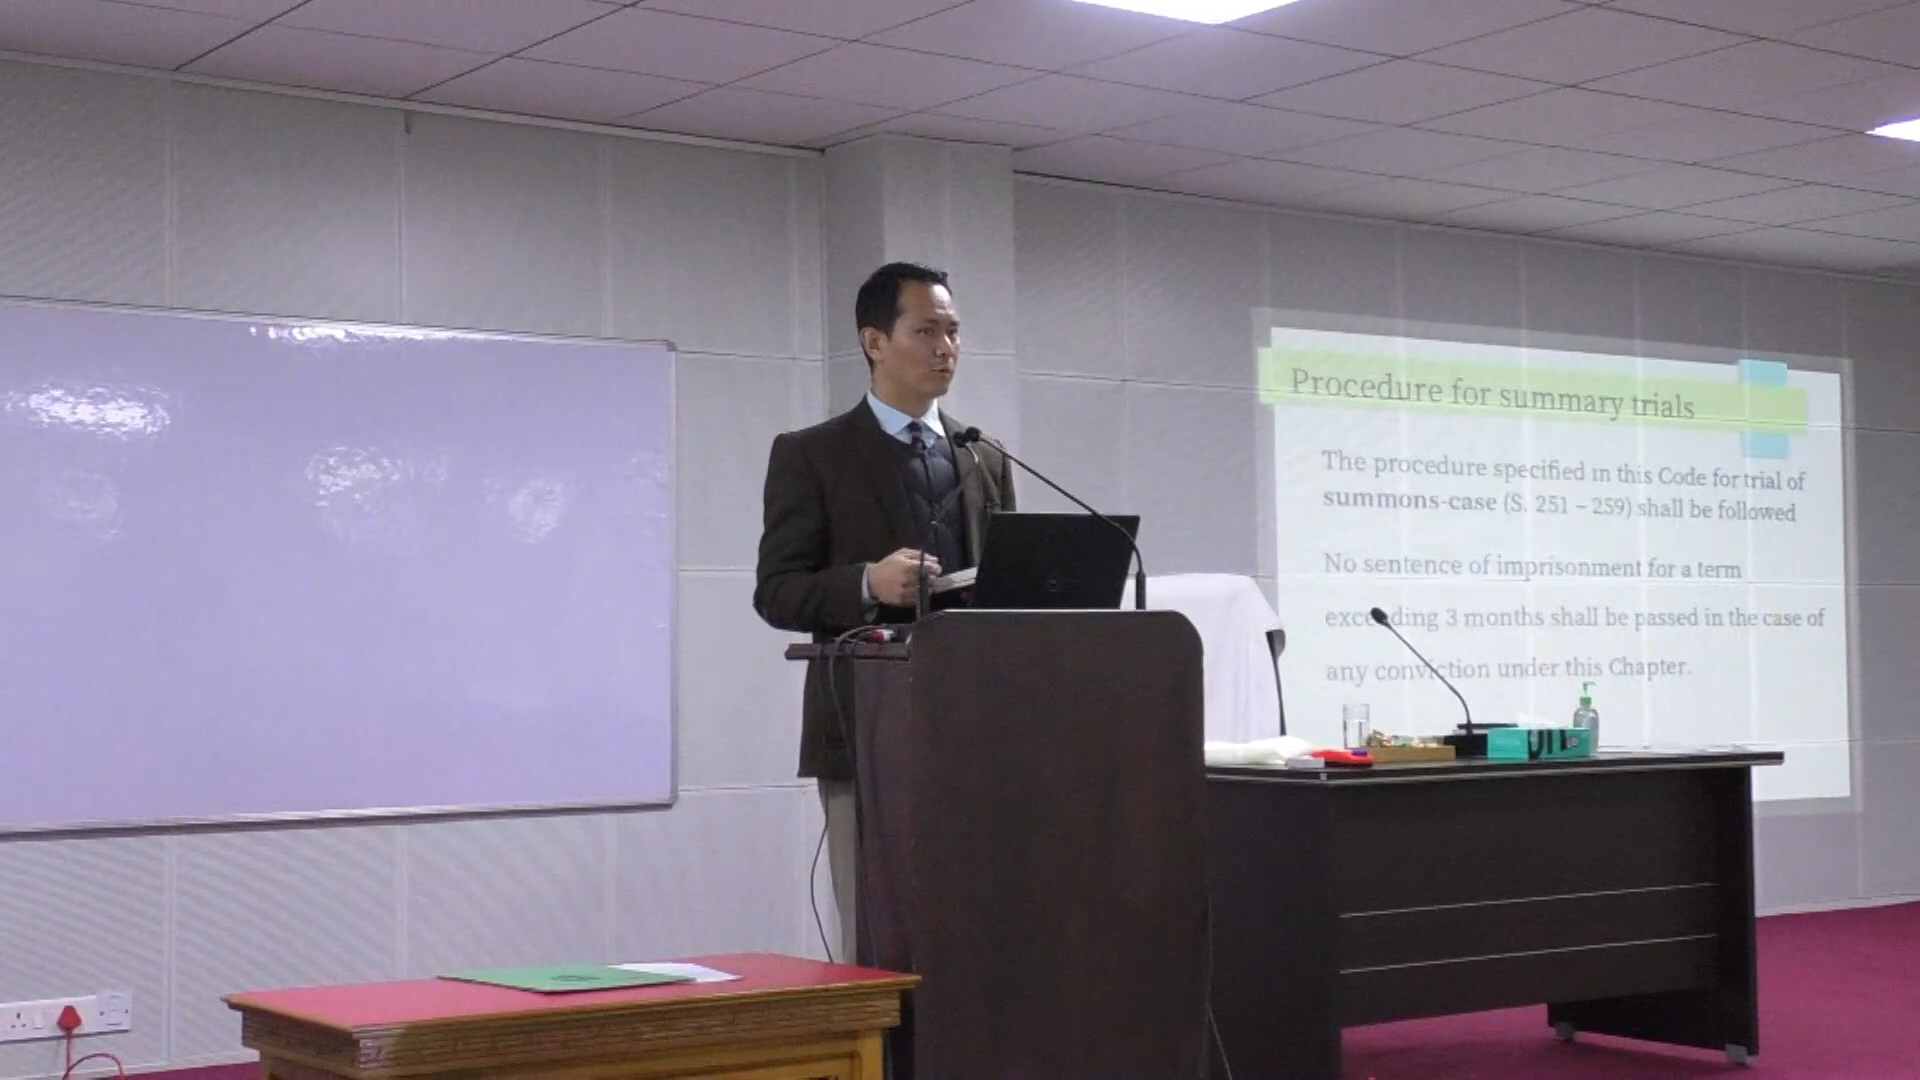 Procedure for summary trials
The procedure specified in this Code for trial of
summons-case (S. 251 – 259) shall be followed
No sentence of imprisonment for a term
exceeding 3 months shall be passed in the case of
any conviction under this Chapter.